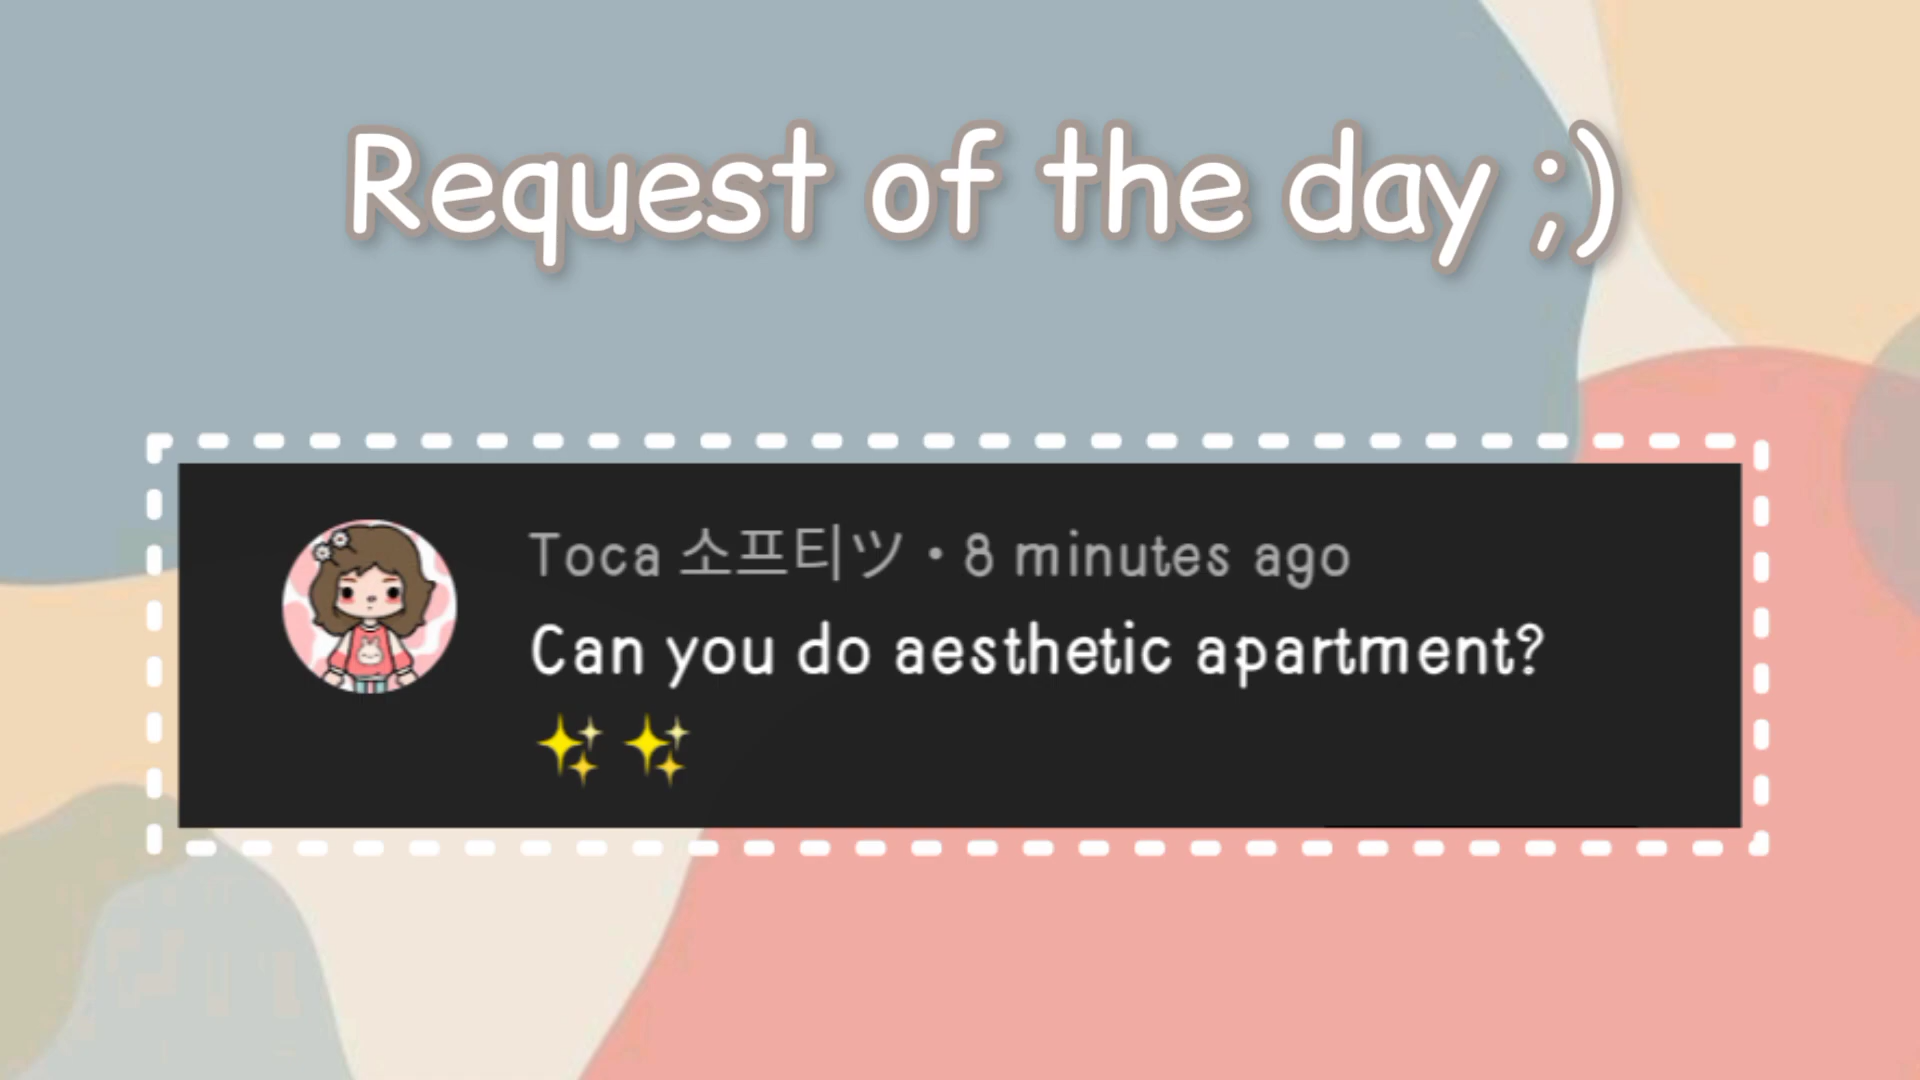 Request of the day ;)
Toca 소프티ツ • 8 minutes ago
Can you do aesthetic apartment?
✨ ✨